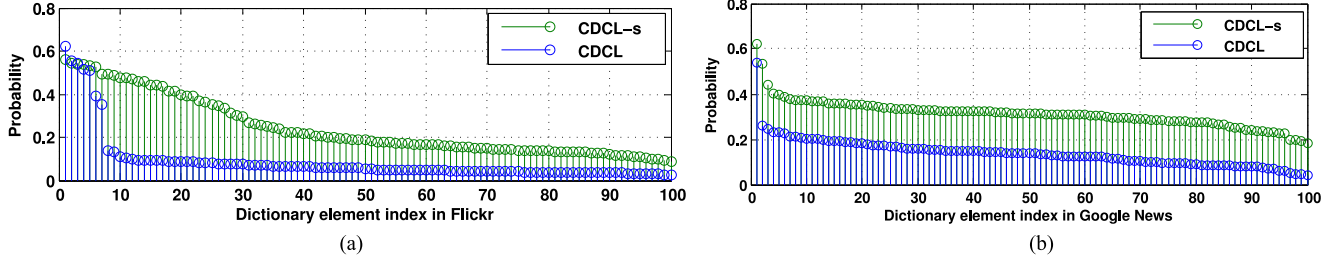 0.8
0.6
0.4
0.2
0
Probability
CDCL-s
CDCL
0 10 20 30 40 50 60 70 80 90 100
Dictionary element index in Flickr
(a)
0.8
0.6
0.4
0.2
0
Probability
CDCL-s
CDCL
0 10 20 30 40 50 60 70 80 90 100
Dictionary element index in Google News
(b)